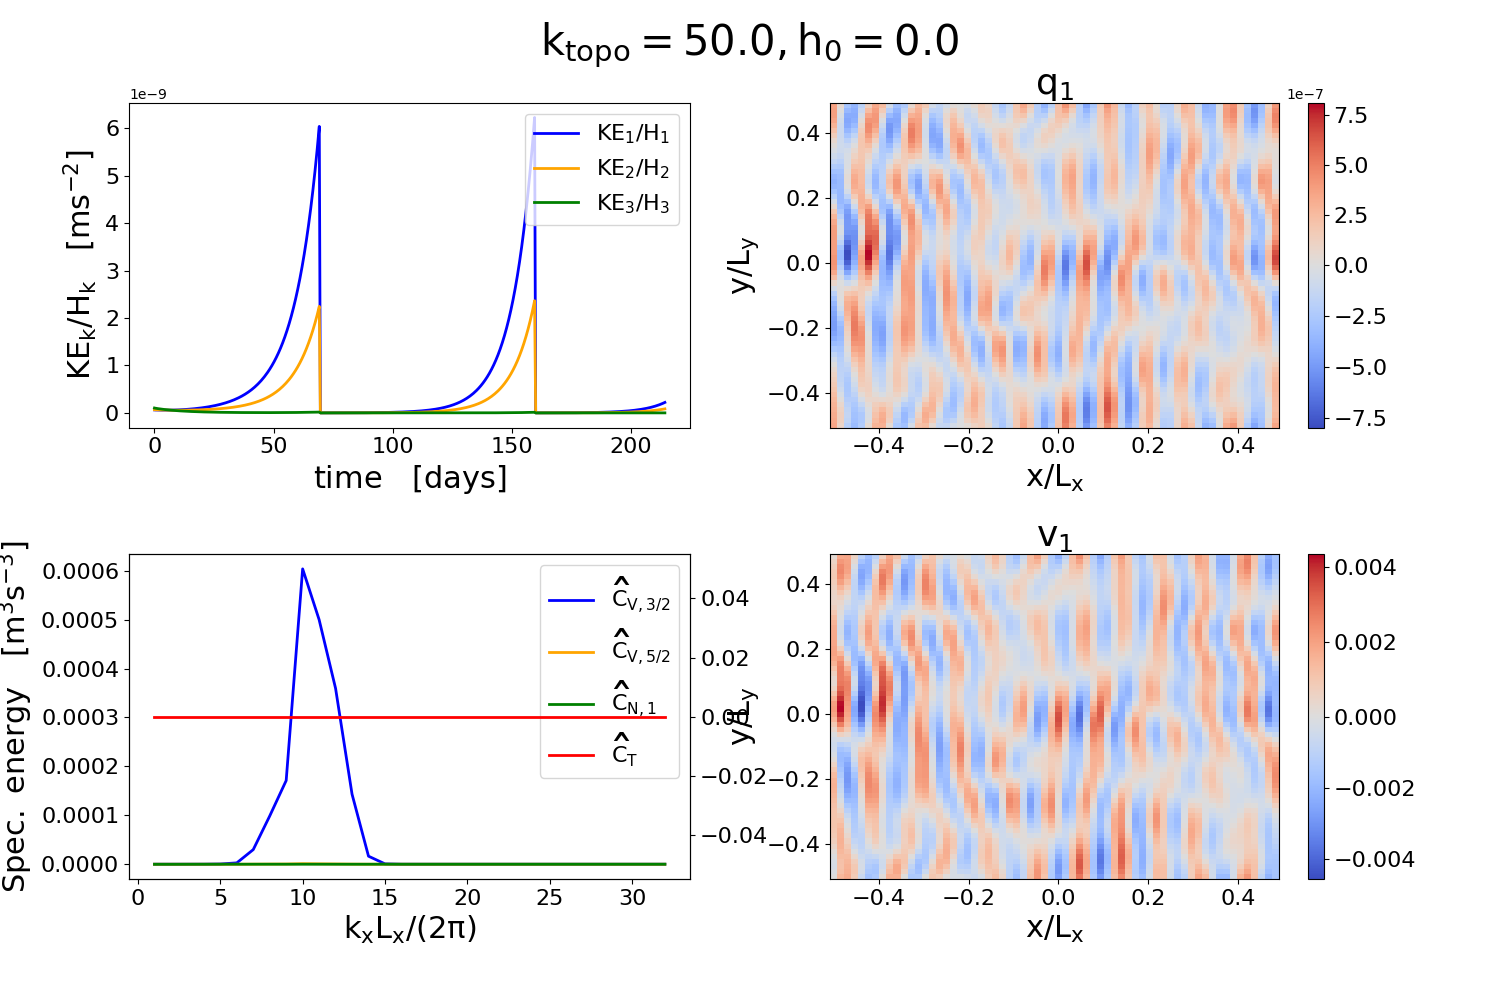 k_topo = 50.0, h_0 = 0.0
1e−9
KE_k/H_k [ms^−2]
6
5
4
3
2
1
0
KE_1/H_1
KE_2/H_2
KE_3/H_3
0 50 100 150 200
time [days]
q_1
1e−7
y/L_y
0.4
0.2
0.0
−0.2
−0.4
−0.4 −0.2 0.0 0.2 0.4
x/L_x
7.5
5.0
2.5
0.0
−2.5
−5.0
−7.5
Spec. energy [m^3s^−3]
0.0006
0.0005
0.0004
0.0003
0.0002
0.0001
0.0000
Ĉ_V,3/2
Ĉ_V,5/2
Ĉ_N,1
Ĉ_T
0.04
0.02
0.00
−0.02
−0.04
0 5 10 15 20 25 30
k_xL_x/(2π)
v_1
y/L_y
0.4
0.2
0.0
−0.2
−0.4
−0.4 −0.2 0.0 0.2 0.4
x/L_x
0.004
0.002
0.000
−0.002
−0.004